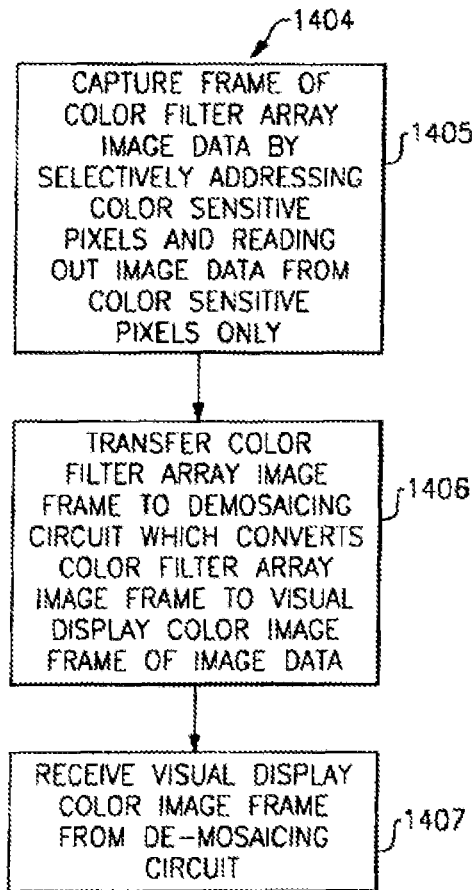 1404
CAPTURE FRAME OF
COLOR FILTER ARRAY
IMAGE DATA BY
SELECTIVELY ADDRESSING
COLOR SENSITIVE
PIXELS AND READING
OUT IMAGE DATA FROM
COLOR SENSITIVE
PIXELS ONLY
1405
TRANSFER COLOR
FILTER ARRAY IMAGE
FRAME TO DEMOSAICING
CIRCUIT WHICH CONVERTS
COLOR FILTER ARRAY
IMAGE FRAME TO VISUAL
DISPLAY COLOR IMAGE
FRAME OF IMAGE DATA
1406
RECEIVE VISUAL DISPLAY
COLOR IMAGE FRAME
FROM DE-MOSAICING
CIRCUIT
1407